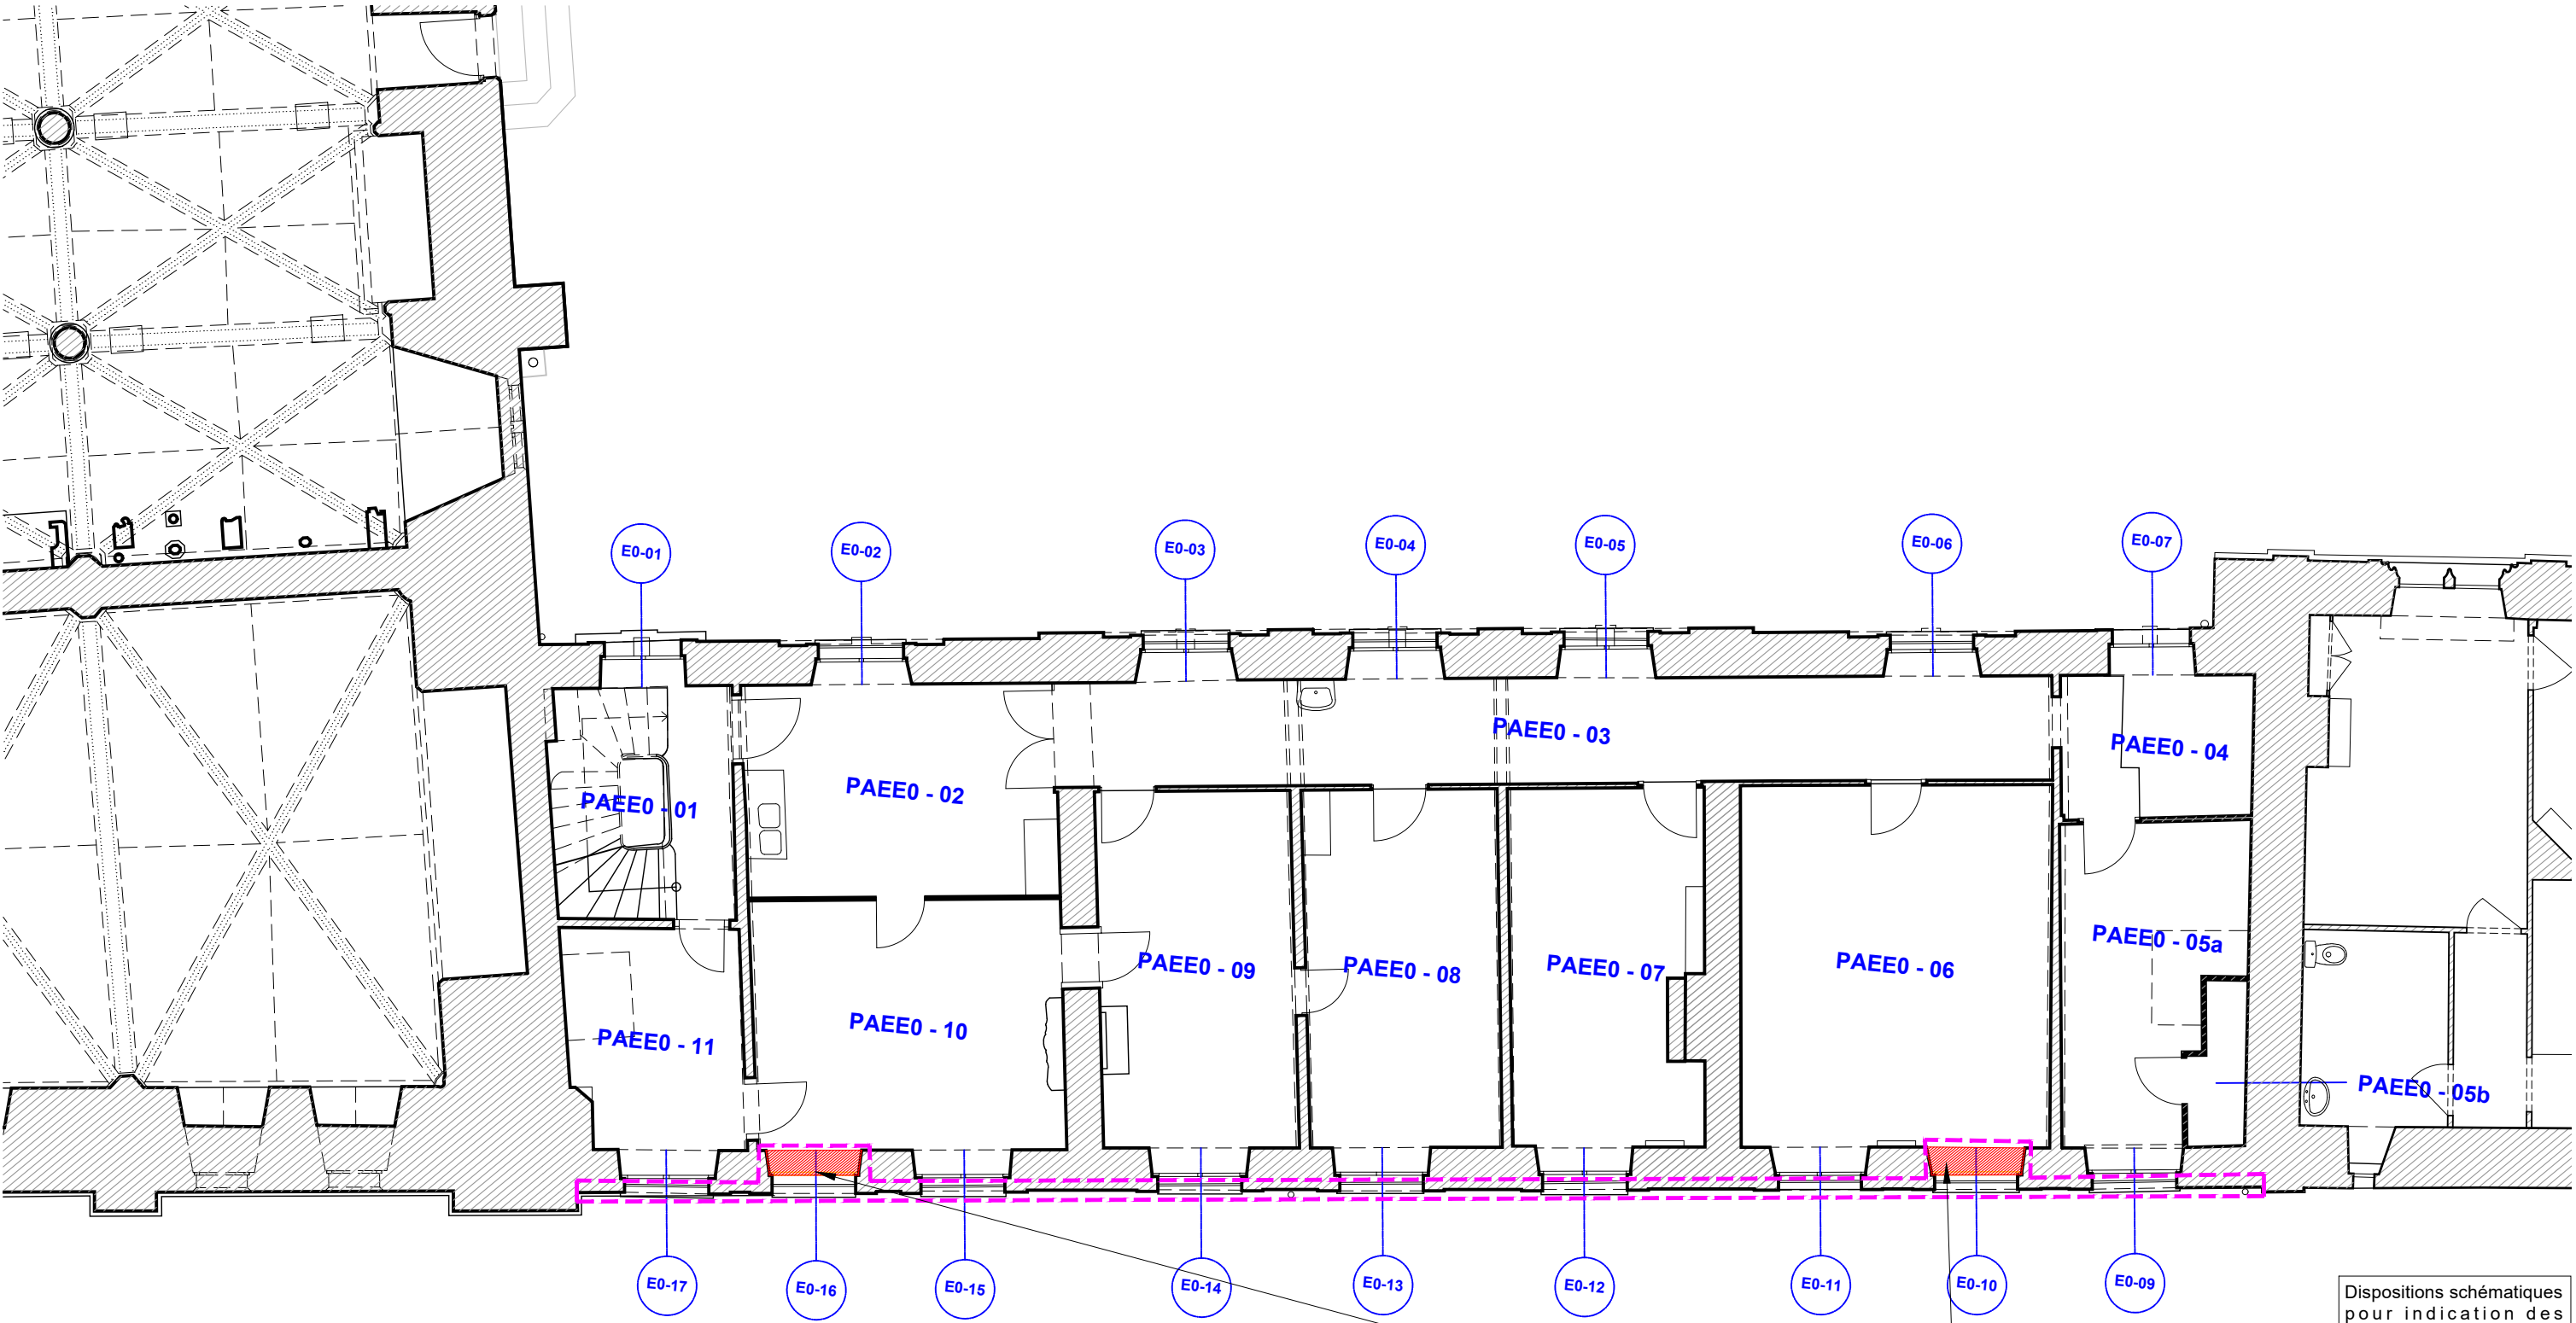 E0-01
E0-02
E0-03
E0-04
E0-05
E0-06
E0-07
PAEE0 - 03
PAEE0 - 04
PAEE0 - 02
PAEE0 - 01
PAEE0 - 05a
PAEE0 - 09
PAEE0 - 08
PAEE0 - 07
PAEE0 - 06
PAEE0 - 10
PAEE0 - 11
PAEE0 - 05b
E0-17
E0-16
E0-15
E0-14
E0-13
E0-12
E0-11
E0-10
E0-09
Dispositions schématiques
pour indication des